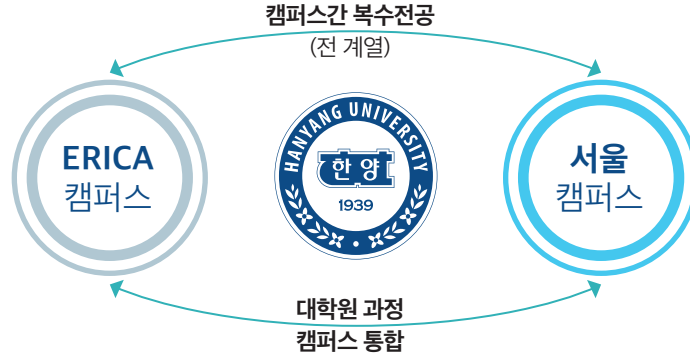 캠퍼스간 복수전공
(전 계열)
ERICA
캠퍼스
HANYANG UNIVERSITY
한양
1939
서울
캠퍼스
대학원 과정
캠퍼스 통합